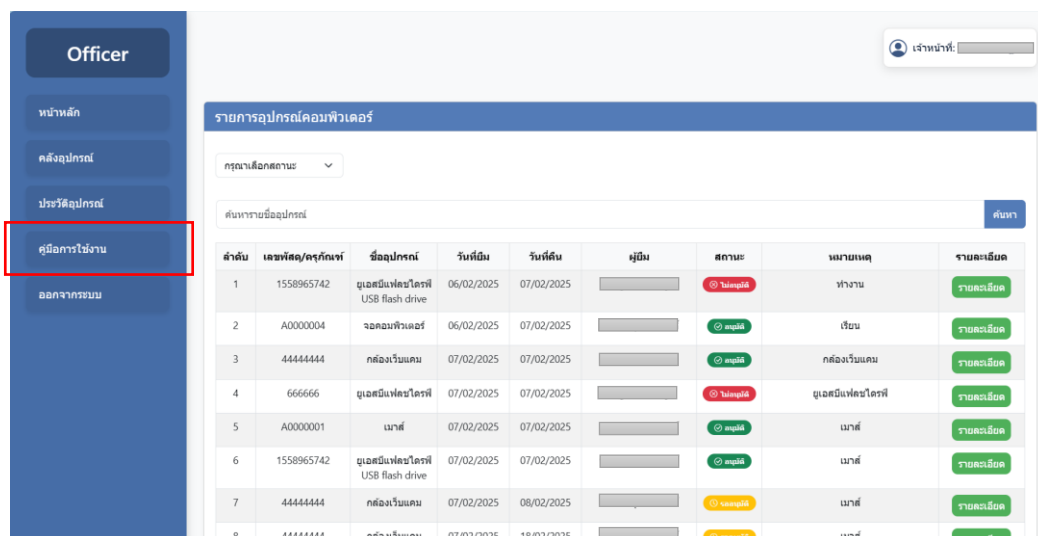 Officer
เจ้าหน้าที่:
หน้าหลัก
คลังอุปกรณ์
ประวัติอุปกรณ์
คู่มือการใช้งาน
ออกจากระบบ
รายการอุปกรณ์คอมพิวเตอร์
กรุณาเลือกสถานะ
ค้นหารายชื่ออุปกรณ์ ค้นหา
ลำดับ เลขพัสดุ/ครุภัณฑ์ ชื่ออุปกรณ์ วันที่ยืม วันที่คืน ผู้ยืม สถานะ หมายเหตุ รายละเอียด
1 1558965742 ยูเอสบีแฟลชไดรฟ์ 06/02/2025 07/02/2025 ไม่อนุมัติ ทำงาน รายละเอียด
USB flash drive
2 A0000004 จอคอมพิวเตอร์ 06/02/2025 07/02/2025 อนุมัติ เรียน รายละเอียด
3 44444444 กล้องเว็บแคม 07/02/2025 07/02/2025 อนุมัติ กล้องเว็บแคม รายละเอียด
4 666666 ยูเอสบีแฟลชไดรฟ์ 07/02/2025 07/02/2025 ไม่อนุมัติ ยูเอสบีแฟลชไดรฟ์ รายละเอียด
5 A0000001 เมาส์ 07/02/2025 07/02/2025 อนุมัติ เมาส์ รายละเอียด
6 1558965742 ยูเอสบีแฟลชไดรฟ์ 07/02/2025 07/02/2025 อนุมัติ เมาส์ รายละเอียด
USB flash drive
7 44444444 กล้องเว็บแคม 07/02/2025 08/02/2025 รออนุมัติ เมาส์ รายละเอียด